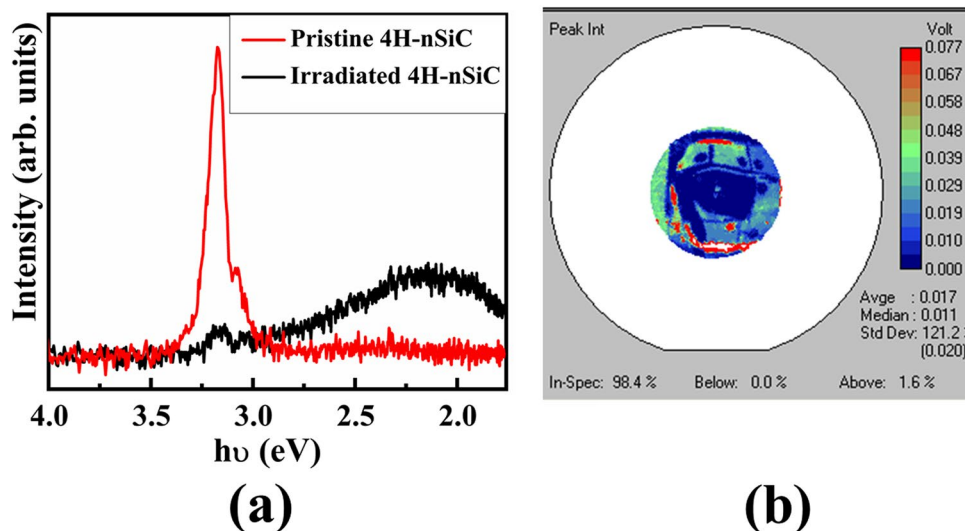 Intensity (arb. units)
Pristine 4H-nSiC
Irradiated 4H-nSiC
4.0 3.5 3.0 2.5 2.0
hυ (eV)
(a)
Peak Int
Volt
0.077
0.067
0.058
0.048
0.039
0.029
0.019
0.010
0.000
Avge : 0.017
Median : 0.011
Std Dev: 121.2
(0.020)
In-Spec: 98.4 % Below: 0.0 % Above: 1.6 %
(b)